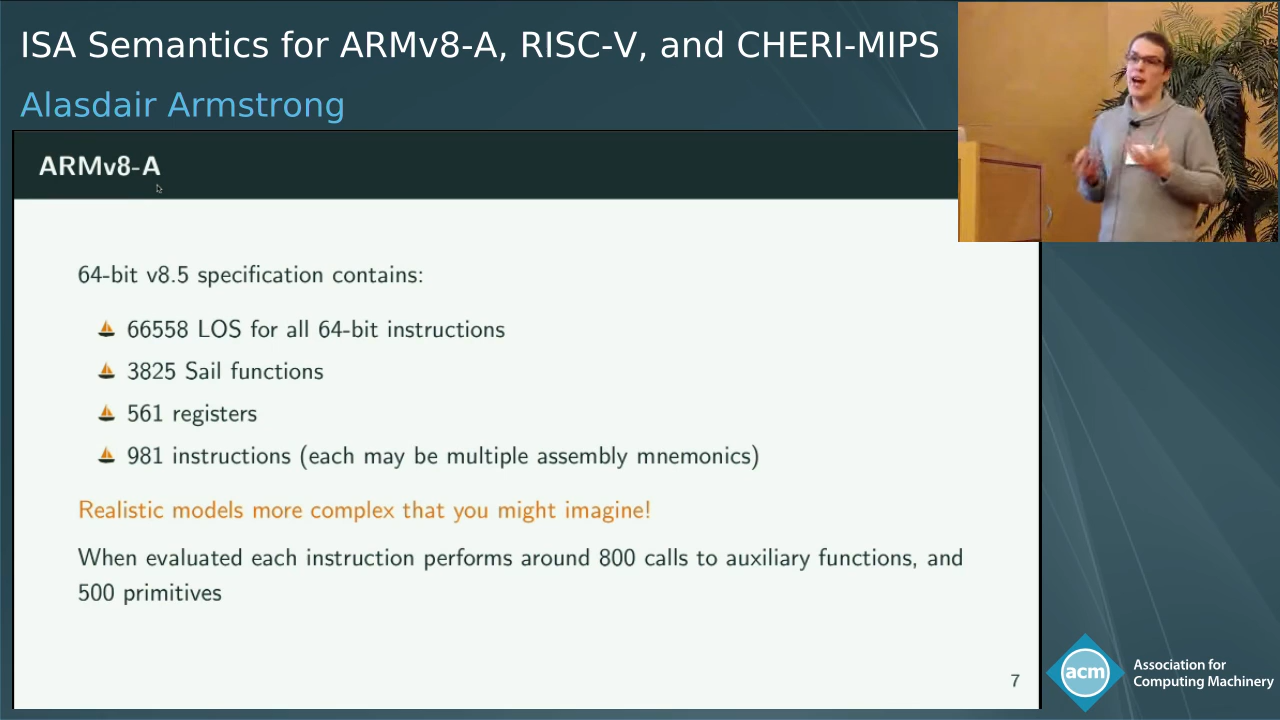 ISA Semantics for ARMv8-A, RISC-V, and CHERI-MIPS
Alasdair Armstrong
ARMv8-A
64-bit v8.5 specification contains:
66558 LOS for all 64-bit instructions
3825 Sail functions
561 registers
981 instructions (each may be multiple assembly mnemonics)
Realistic models more complex that you might imagine!
When evaluated each instruction performs around 800 calls to auxiliary functions, and
500 primitives
7
acm
Association for
Computing Machinery